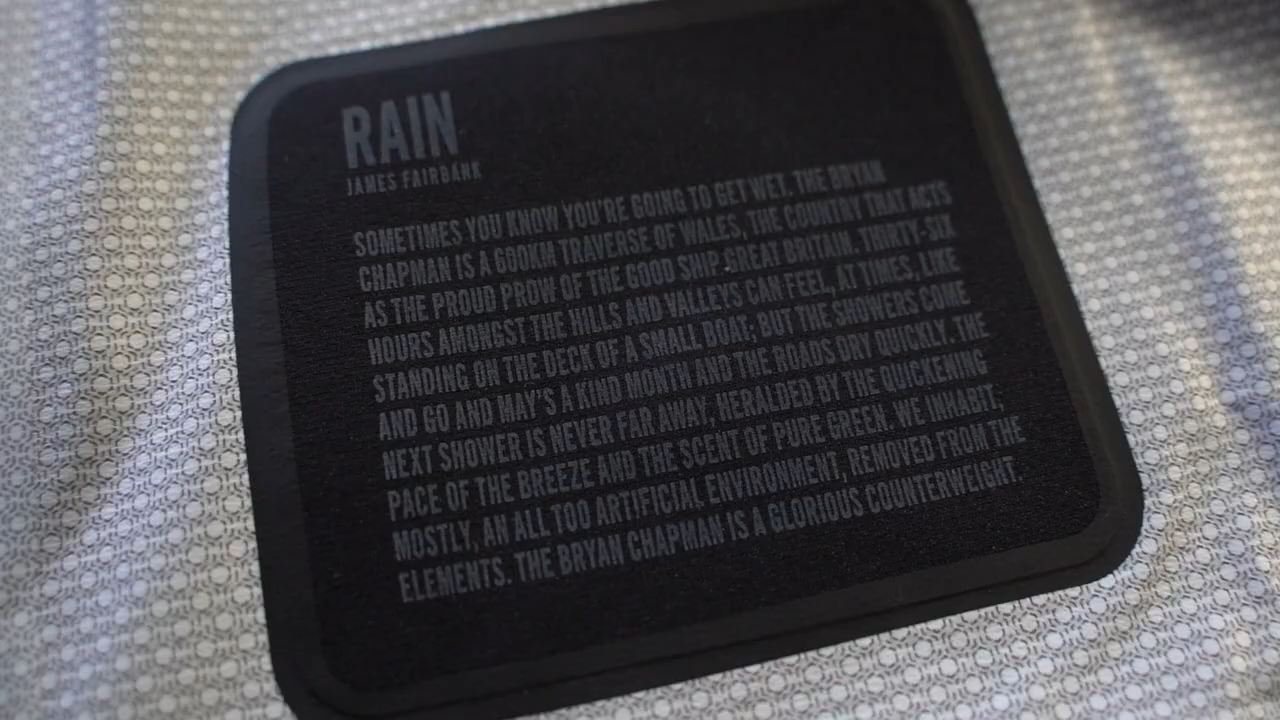 RAIN
JAMES FAIRBANK
SOMETIMES YOU KNOW YOU'RE GOING TO GET WET. THE BRYAN
CHAPMAN IS A 600KM TRAVERSE OF WALES, THE COUNTRY THAT ACTS
AS THE PROUD PROW OF THE GOOD SHIP GREAT BRITAIN. THIRTY-SIX
HOURS AMONGST THE HILLS AND VALLEYS CAN FEEL, AT TIMES, LIKE
STANDING ON THE DECK OF A SMALL BOAT; BUT THE SHOWERS COME
AND GO AND MAY'S A KIND MONTH AND THE ROADS DRY QUICKLY. THE
NEXT SHOWER IS NEVER FAR AWAY, HERALDED BY THE QUICKENING
PACE OF THE BREEZE AND THE SCENT OF PURE GREEN. WE INHABIT,
MOSTLY, AN ALL TOO ARTIFICIAL ENVIRONMENT, REMOVED FROM THE
ELEMENTS. THE BRYAN CHAPMAN IS A GLORIOUS COUNTERWEIGHT.